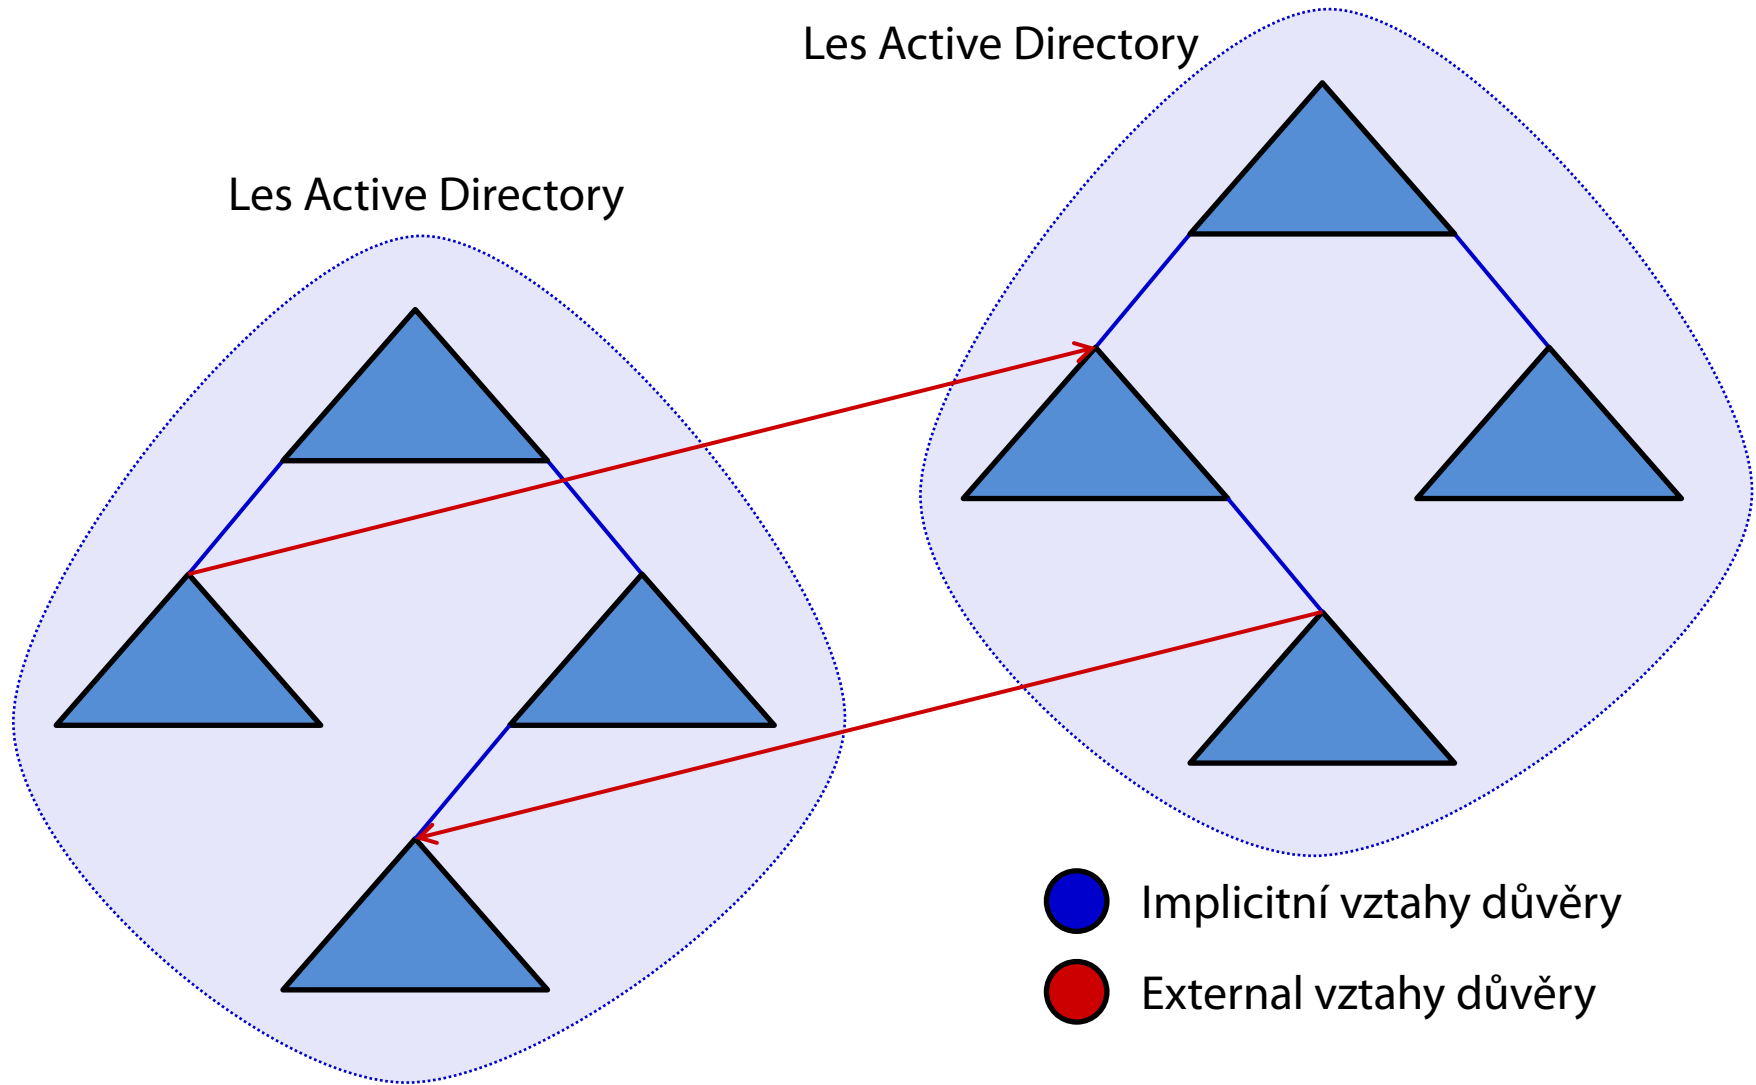 Les Active Directory
Les Active Directory
Implicitní vztahy důvěry
External vztahy důvěry